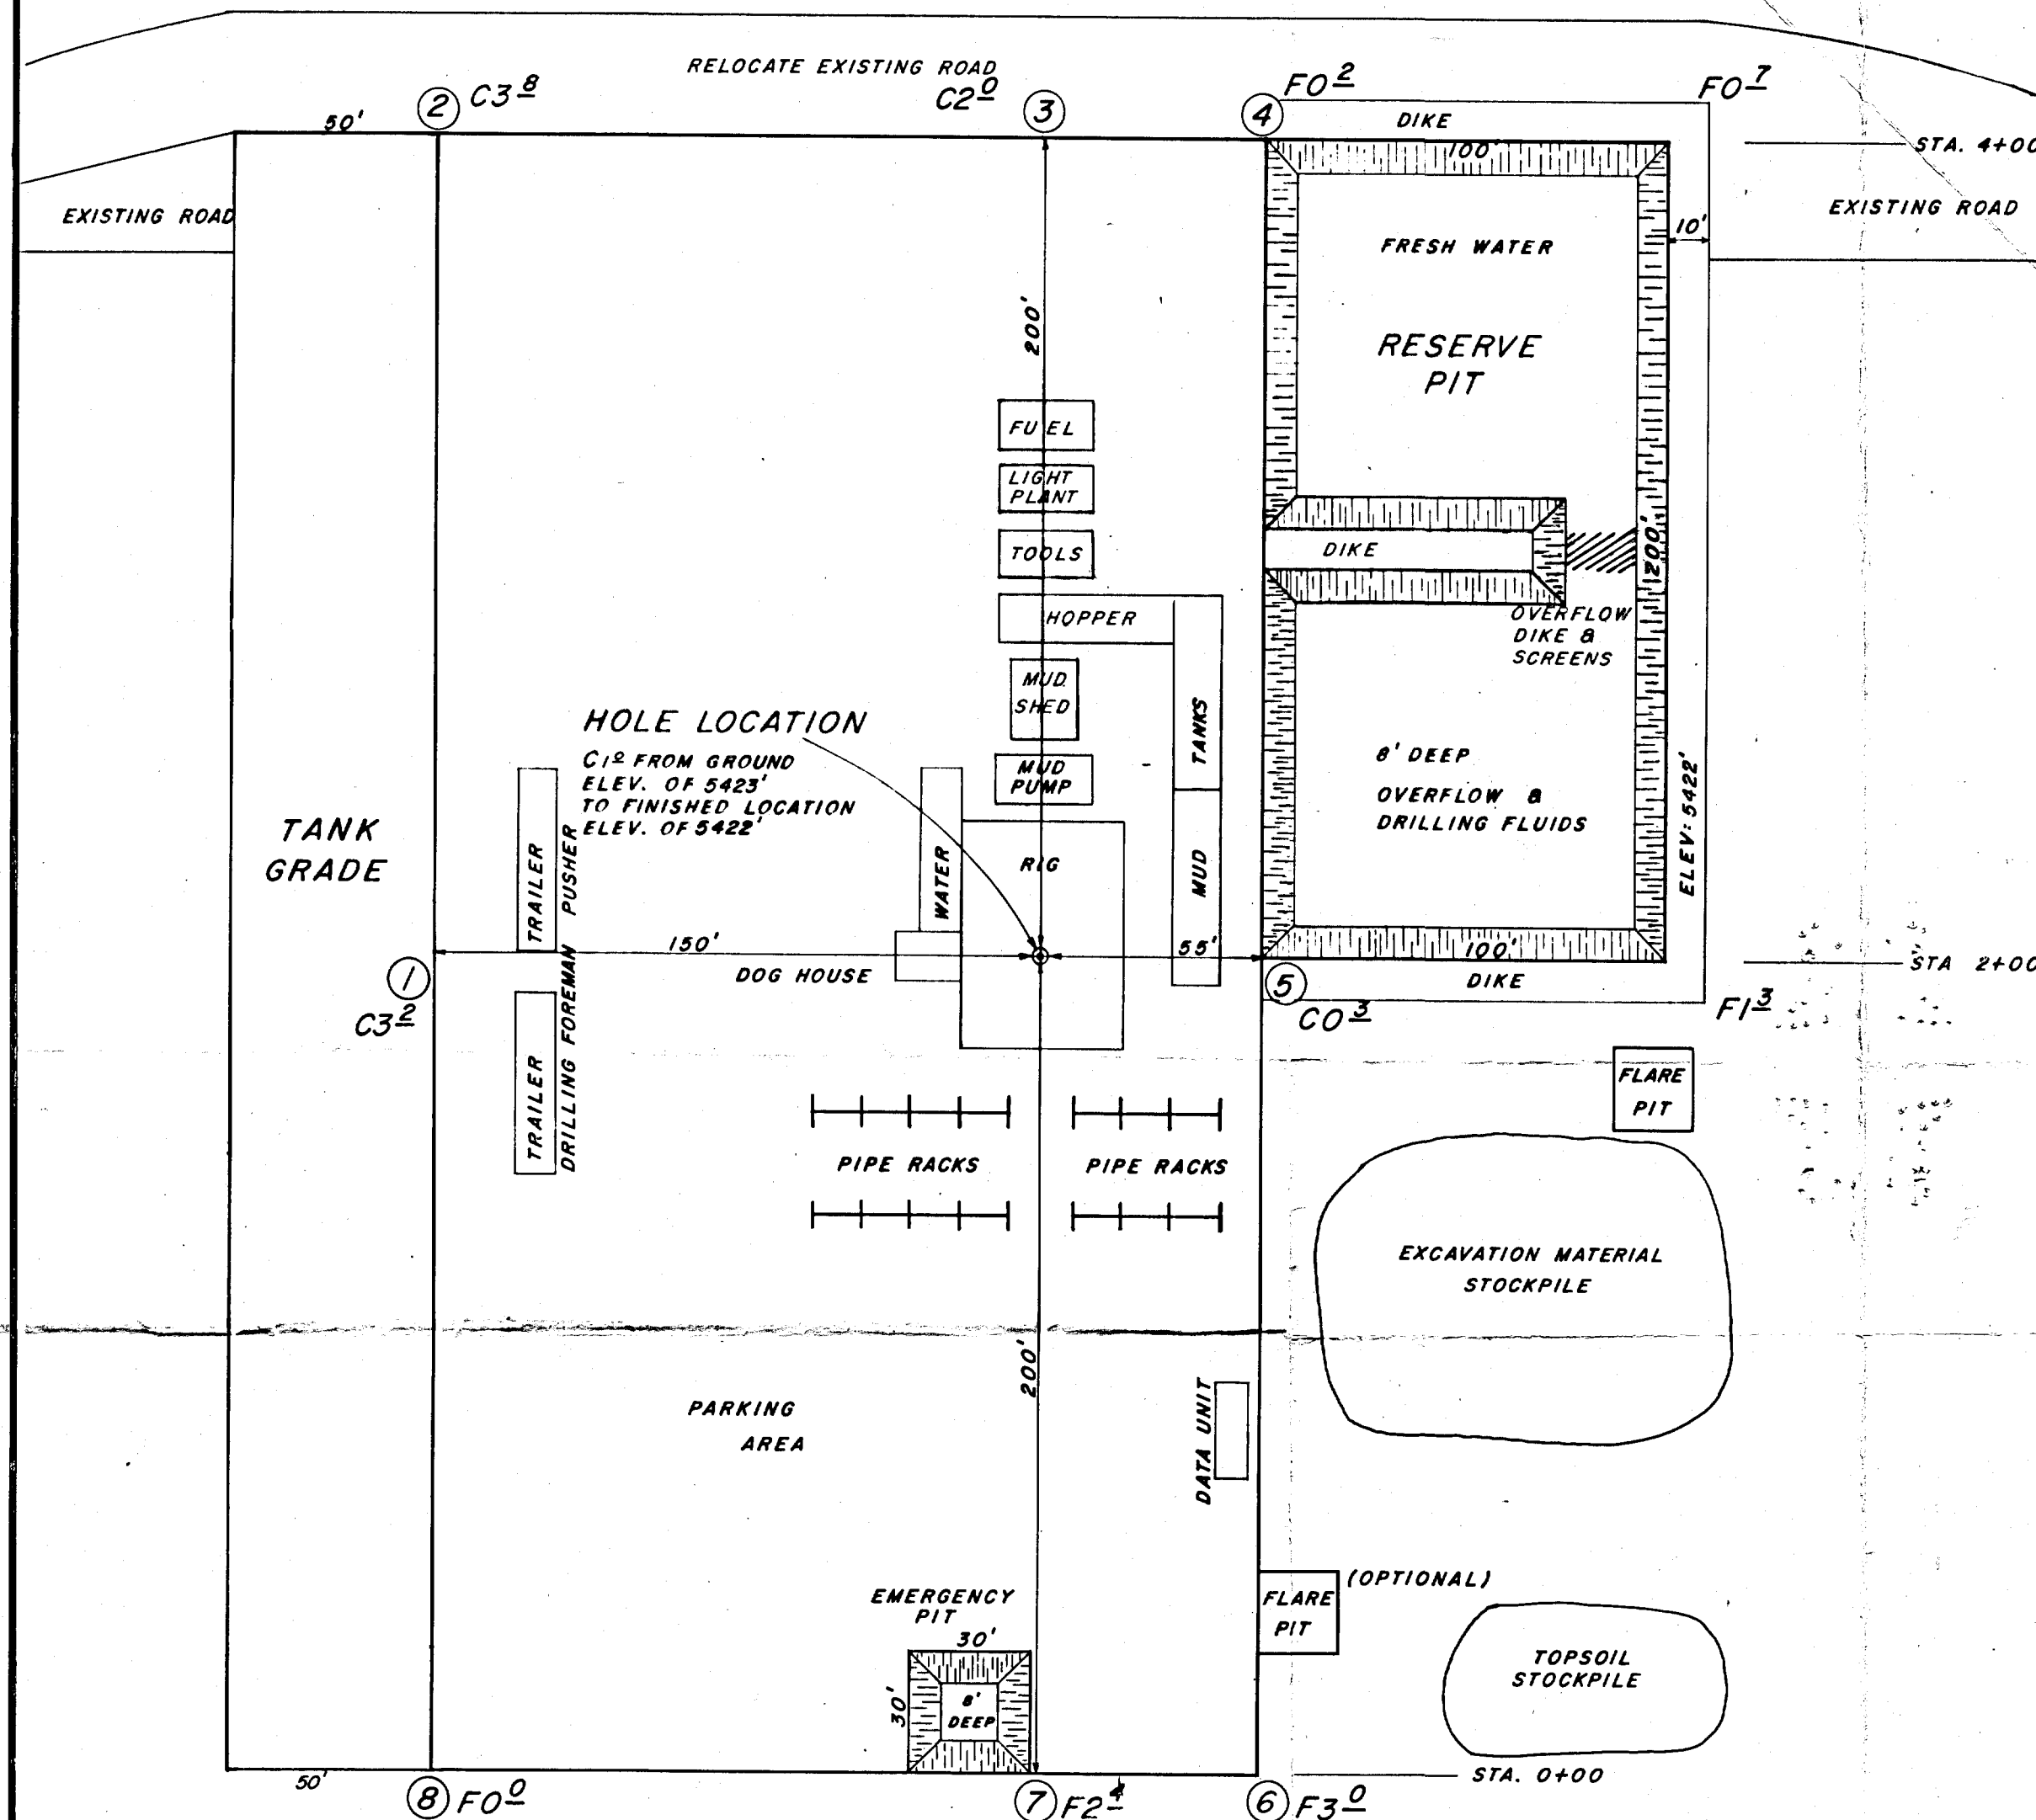 RELOCATE EXISTING ROAD
2 C3 8
C2 0
3
4
F0 2
F0 7
50'
DIKE
100'
STA. 4+00
EXISTING ROAD
EXISTING ROAD
10'
FRESH WATER
200'
RESERVE
PIT
FUEL
LIGHT
PLANT
TOOLS
DIKE
200'
HOPPER
OVERFLOW
DIKE &
SCREENS
MUD
SHED
TANKS
HOLE LOCATION
C1 0 FROM GROUND
ELEV. OF 5423'
TO FINISHED LOCATION
ELEV. OF 5422'
MUD
PUMP
8' DEEP
OVERFLOW &
DRILLING FLUIDS
ELEV: 5422'
TANK
GRADE
TRAILER
PUSHER
WATER
RIG
MUD
150'
55'
100'
DOG HOUSE
DIKE
STA 2+00
1
C3 2
5
C0 3
F1 3
TRAILER
DRILLING FOREMAN
FLARE
PIT
PIPE RACKS
PIPE RACKS
EXCAVATION MATERIAL
STOCKPILE
200'
PARKING
AREA
DATA UNIT
EMERGENCY
PIT
30'
30'
8'
DEEP
FLARE
PIT
(OPTIONAL)
TOPSOIL
STOCKPILE
50'
STA. 0+00
8 F0 0
7 F2 4
6 F3 0